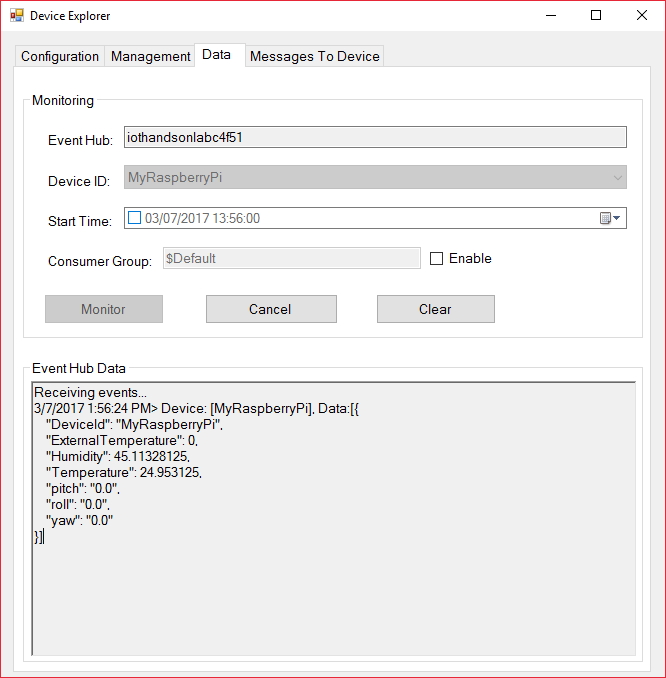 Device Explorer
Configuration Management Data Messages To Device
Monitoring
Event Hub: iothandsonlabc4f51
Device ID: MyRaspberryPi
Start Time: 03/07/2017 13:56:00
Consumer Group: $Default Enable
Monitor Cancel Clear
Event Hub Data
Receiving events...
3/7/2017 1:56:24 PM> Device: [MyRaspberryPi], Data:[{
"DeviceId": "MyRaspberryPi",
"ExternalTemperature": 0,
"Humidity": 45.11328125,
"Temperature": 24.953125,
"pitch": "0.0",
"roll": "0.0",
"yaw": "0.0"
}]